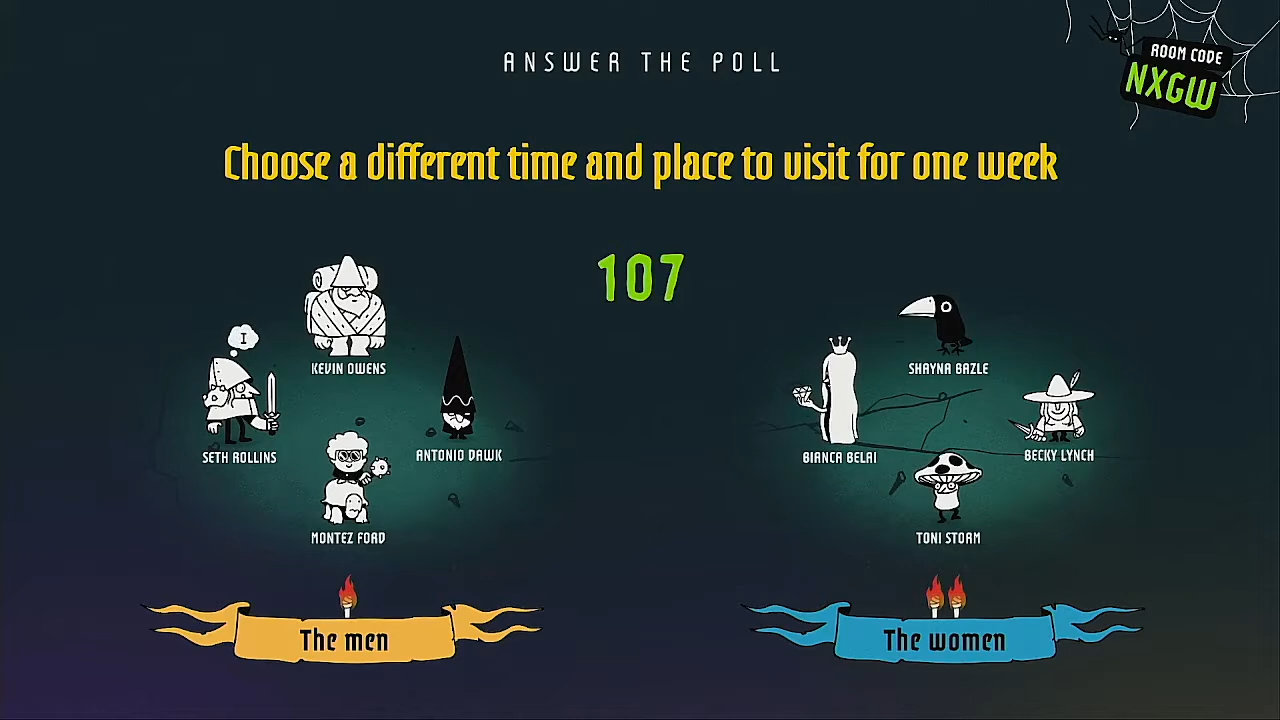 ANSWER THE POLL
ROOM CODE
NXGW
Choose a different time and place to visit for one week
107
I
KEVIN OWENS
SHAYNA BAZLE
SETH ROLLINS
ANTONIO DAWK
BIANCA BELAI
BECKY LYNCH
MONTEZ FORD
TONI STORM
The men
The women